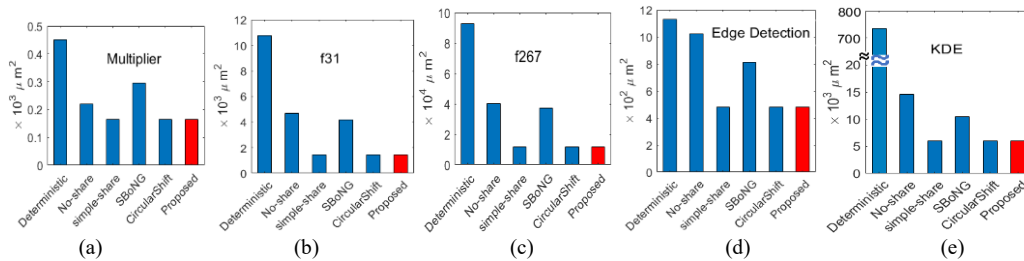 Multiplier
× 10³ μ m²
0.5
0.4
0.3
0.2
0.1
0
Deterministic
No-share
simple-share
SBoNG
CircularShift
Proposed
(a)
f31
× 10³ μ m²
12
10
8
6
4
2
0
Deterministic
No-share
simple-share
SBoNG
CircularShift
Proposed
(b)
f267
× 10⁴ μ m²
10
8
6
4
2
0
Deterministic
No-share
simple-share
SBoNG
CircularShift
Proposed
(c)
Edge Detection
× 10² μ m²
12
10
8
6
4
2
0
Deterministic
No-share
simple-share
SBoNG
CircularShift
Proposed
(d)
KDE
× 10³ μ m²
800
700
20
15
10
5
0
Deterministic
No-share
simple-share
SBoNG
CircularShift
Proposed
(e)